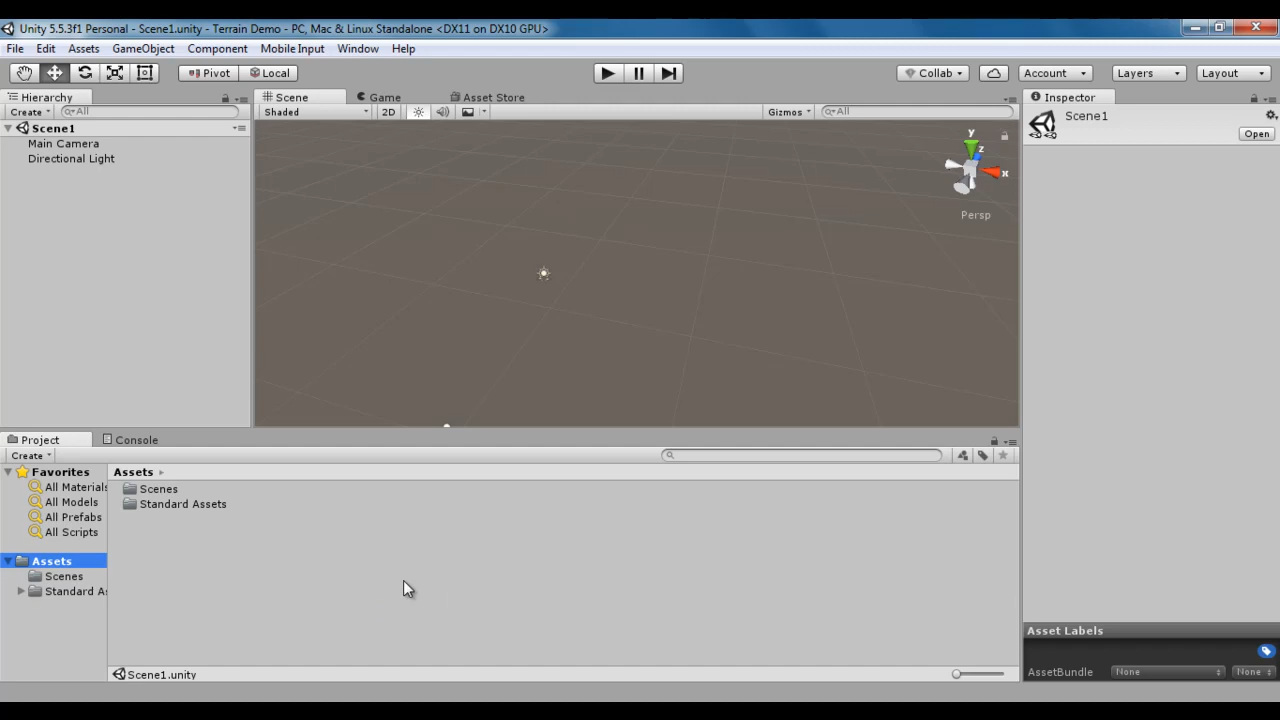 Unity 5.5.3f1 Personal - Scene1.unity - Terrain Demo - PC, Mac & Linux Standalone <DX11 on DX10 GPU>
File Edit Assets GameObject Component Mobile Input Window Help
Pivot Local Collab Account Layers Layout
Hierarchy Scene Game Asset Store Inspector
Create All Shaded 2D Gizmos All
Scene1
Scene1
Open
Main Camera
Directional Light
y
z
x
Persp
Project Console
Create
Favorites
All Materials
All Models
All Prefabs
All Scripts
Assets
Scenes
Standard As
Assets
Scenes
Standard Assets
Scene1.unity
Asset Labels
AssetBundle None None